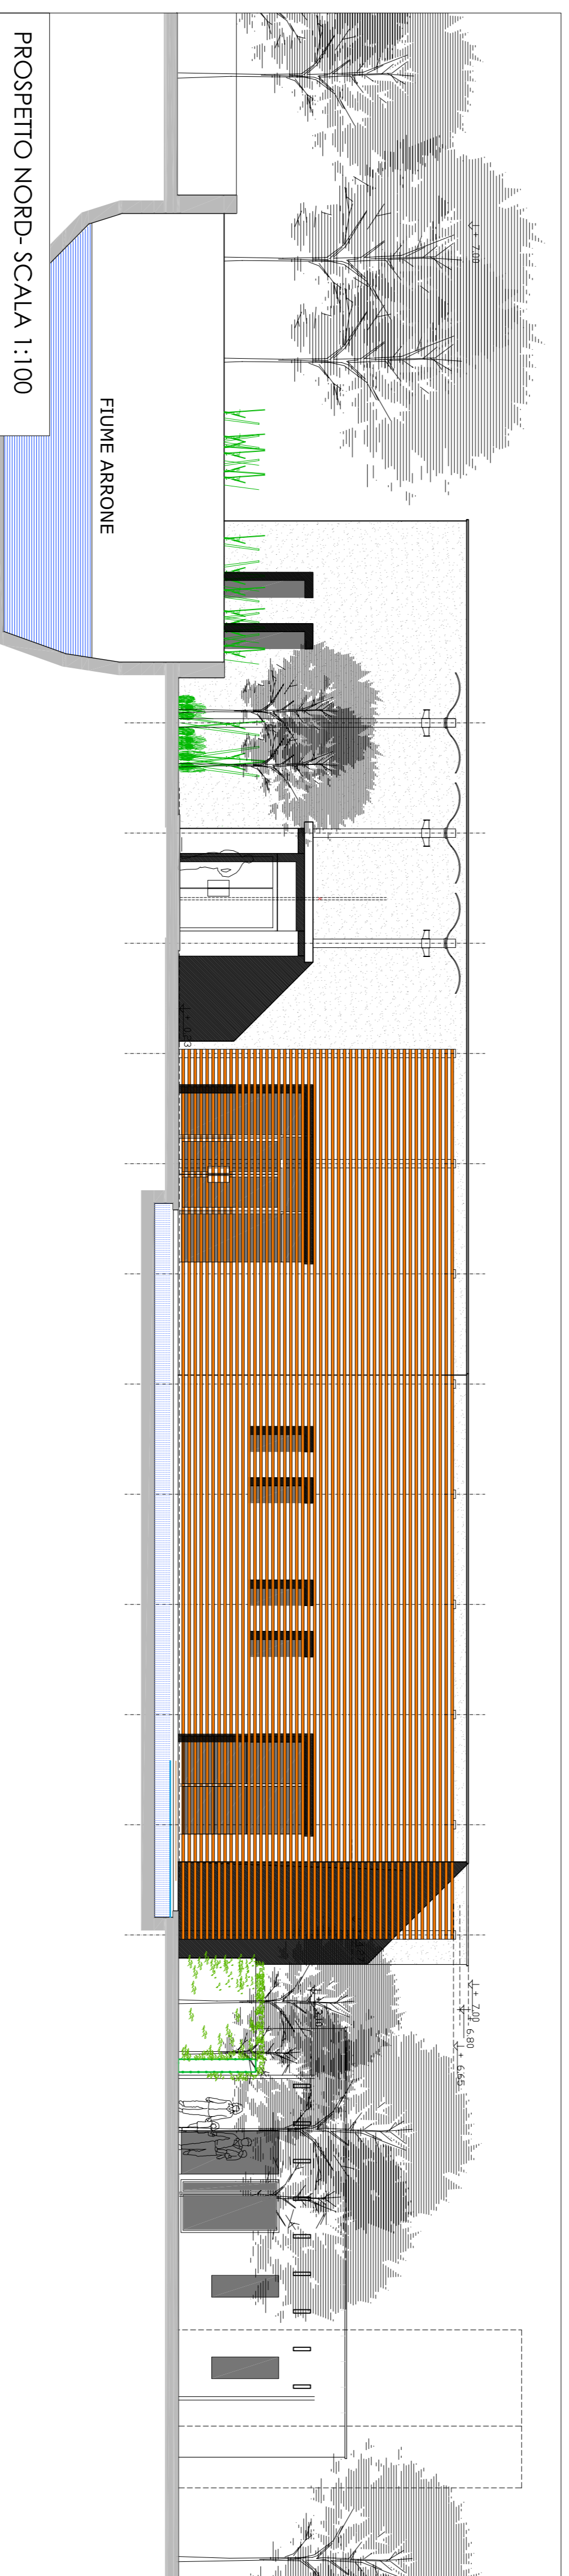 PROSPETTO NORD- SCALA 1:100
FIUME ARRONE
+ 7.00
+ 7.00
+ 6.80
+ 6.65